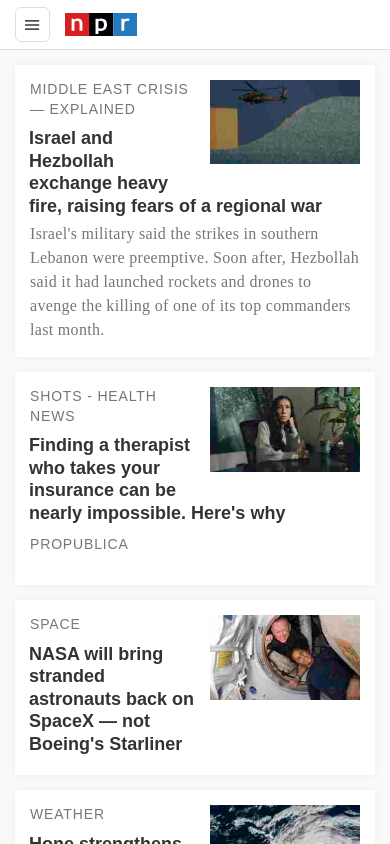 npr
MIDDLE EAST CRISIS
— EXPLAINED
Israel and
Hezbollah
exchange heavy
fire, raising fears of a regional war
Israel's military said the strikes in southern
Lebanon were preemptive. Soon after, Hezbollah
said it had launched rockets and drones to
avenge the killing of one of its top commanders
last month.
SHOTS - HEALTH
NEWS
Finding a therapist
who takes your
insurance can be
nearly impossible. Here's why
PROPUBLICA
SPACE
NASA will bring
stranded
astronauts back on
SpaceX — not
Boeing's Starliner
WEATHER
Hone strengthens